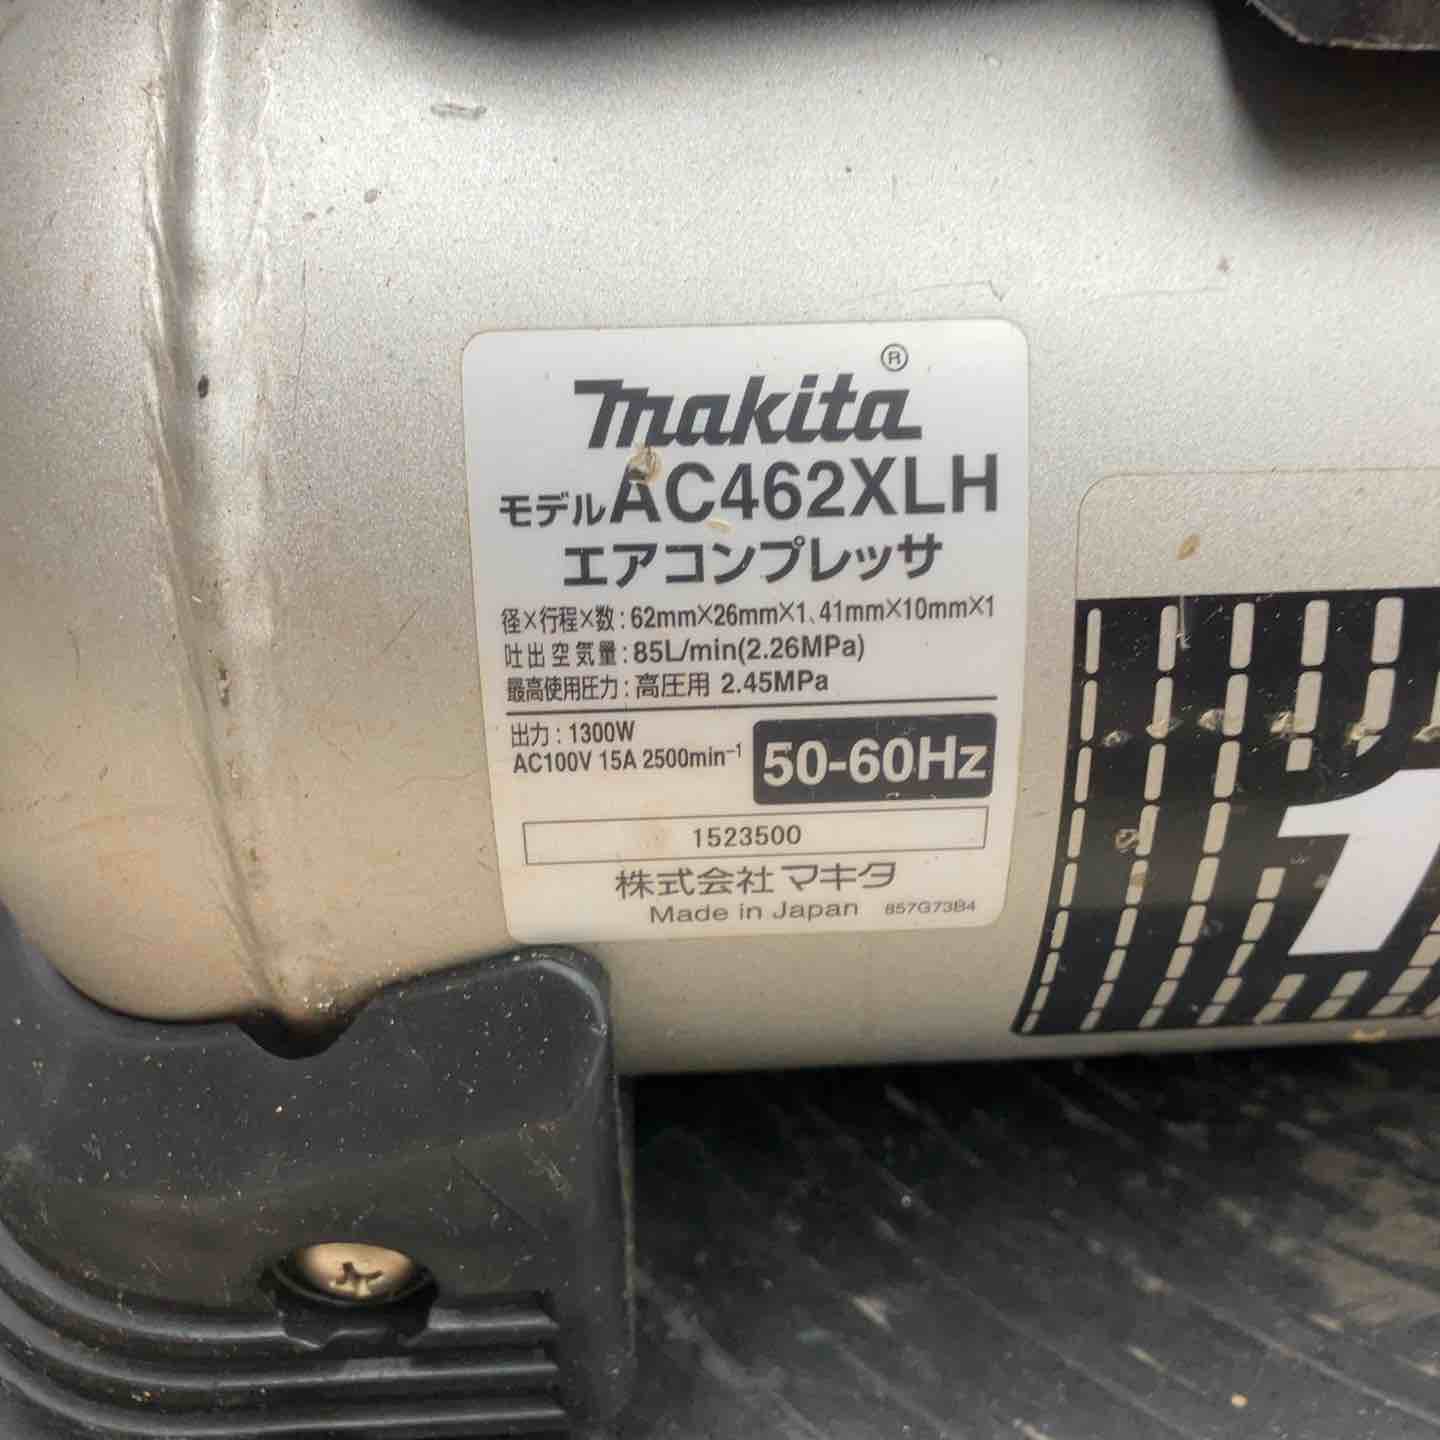 makita®
モデルAC462XLH
エアコンプレッサ
径×行程×数:62mm×26mm×1、41mm×10mm×1
吐出空気量:85L/min(2.26MPa)
最高使用圧力:高圧用 2.45MPa
出力:1300W
AC100V 15A 2500min⁻¹
50-60Hz
1523500
株式会社マキタ
Made in Japan 857G73B4
1